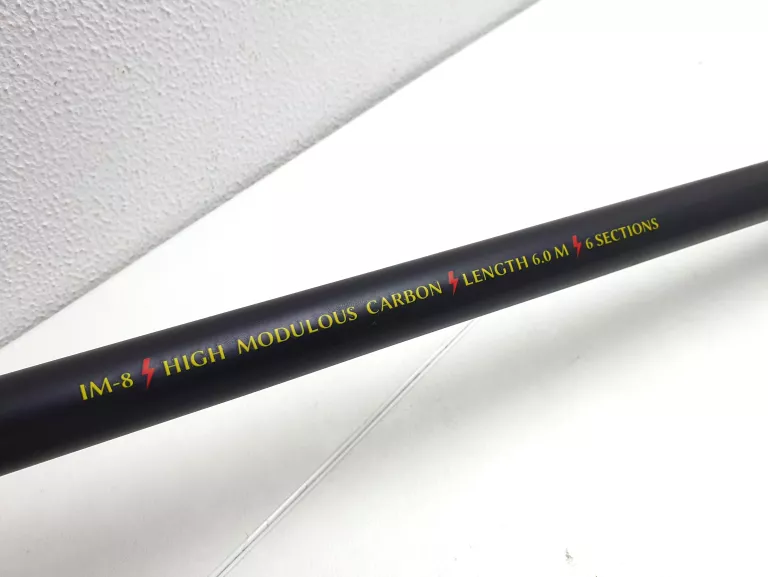 IM-8 HIGH MODULOUS CARBON LENGTH 6.0 M 6 SECTIONS